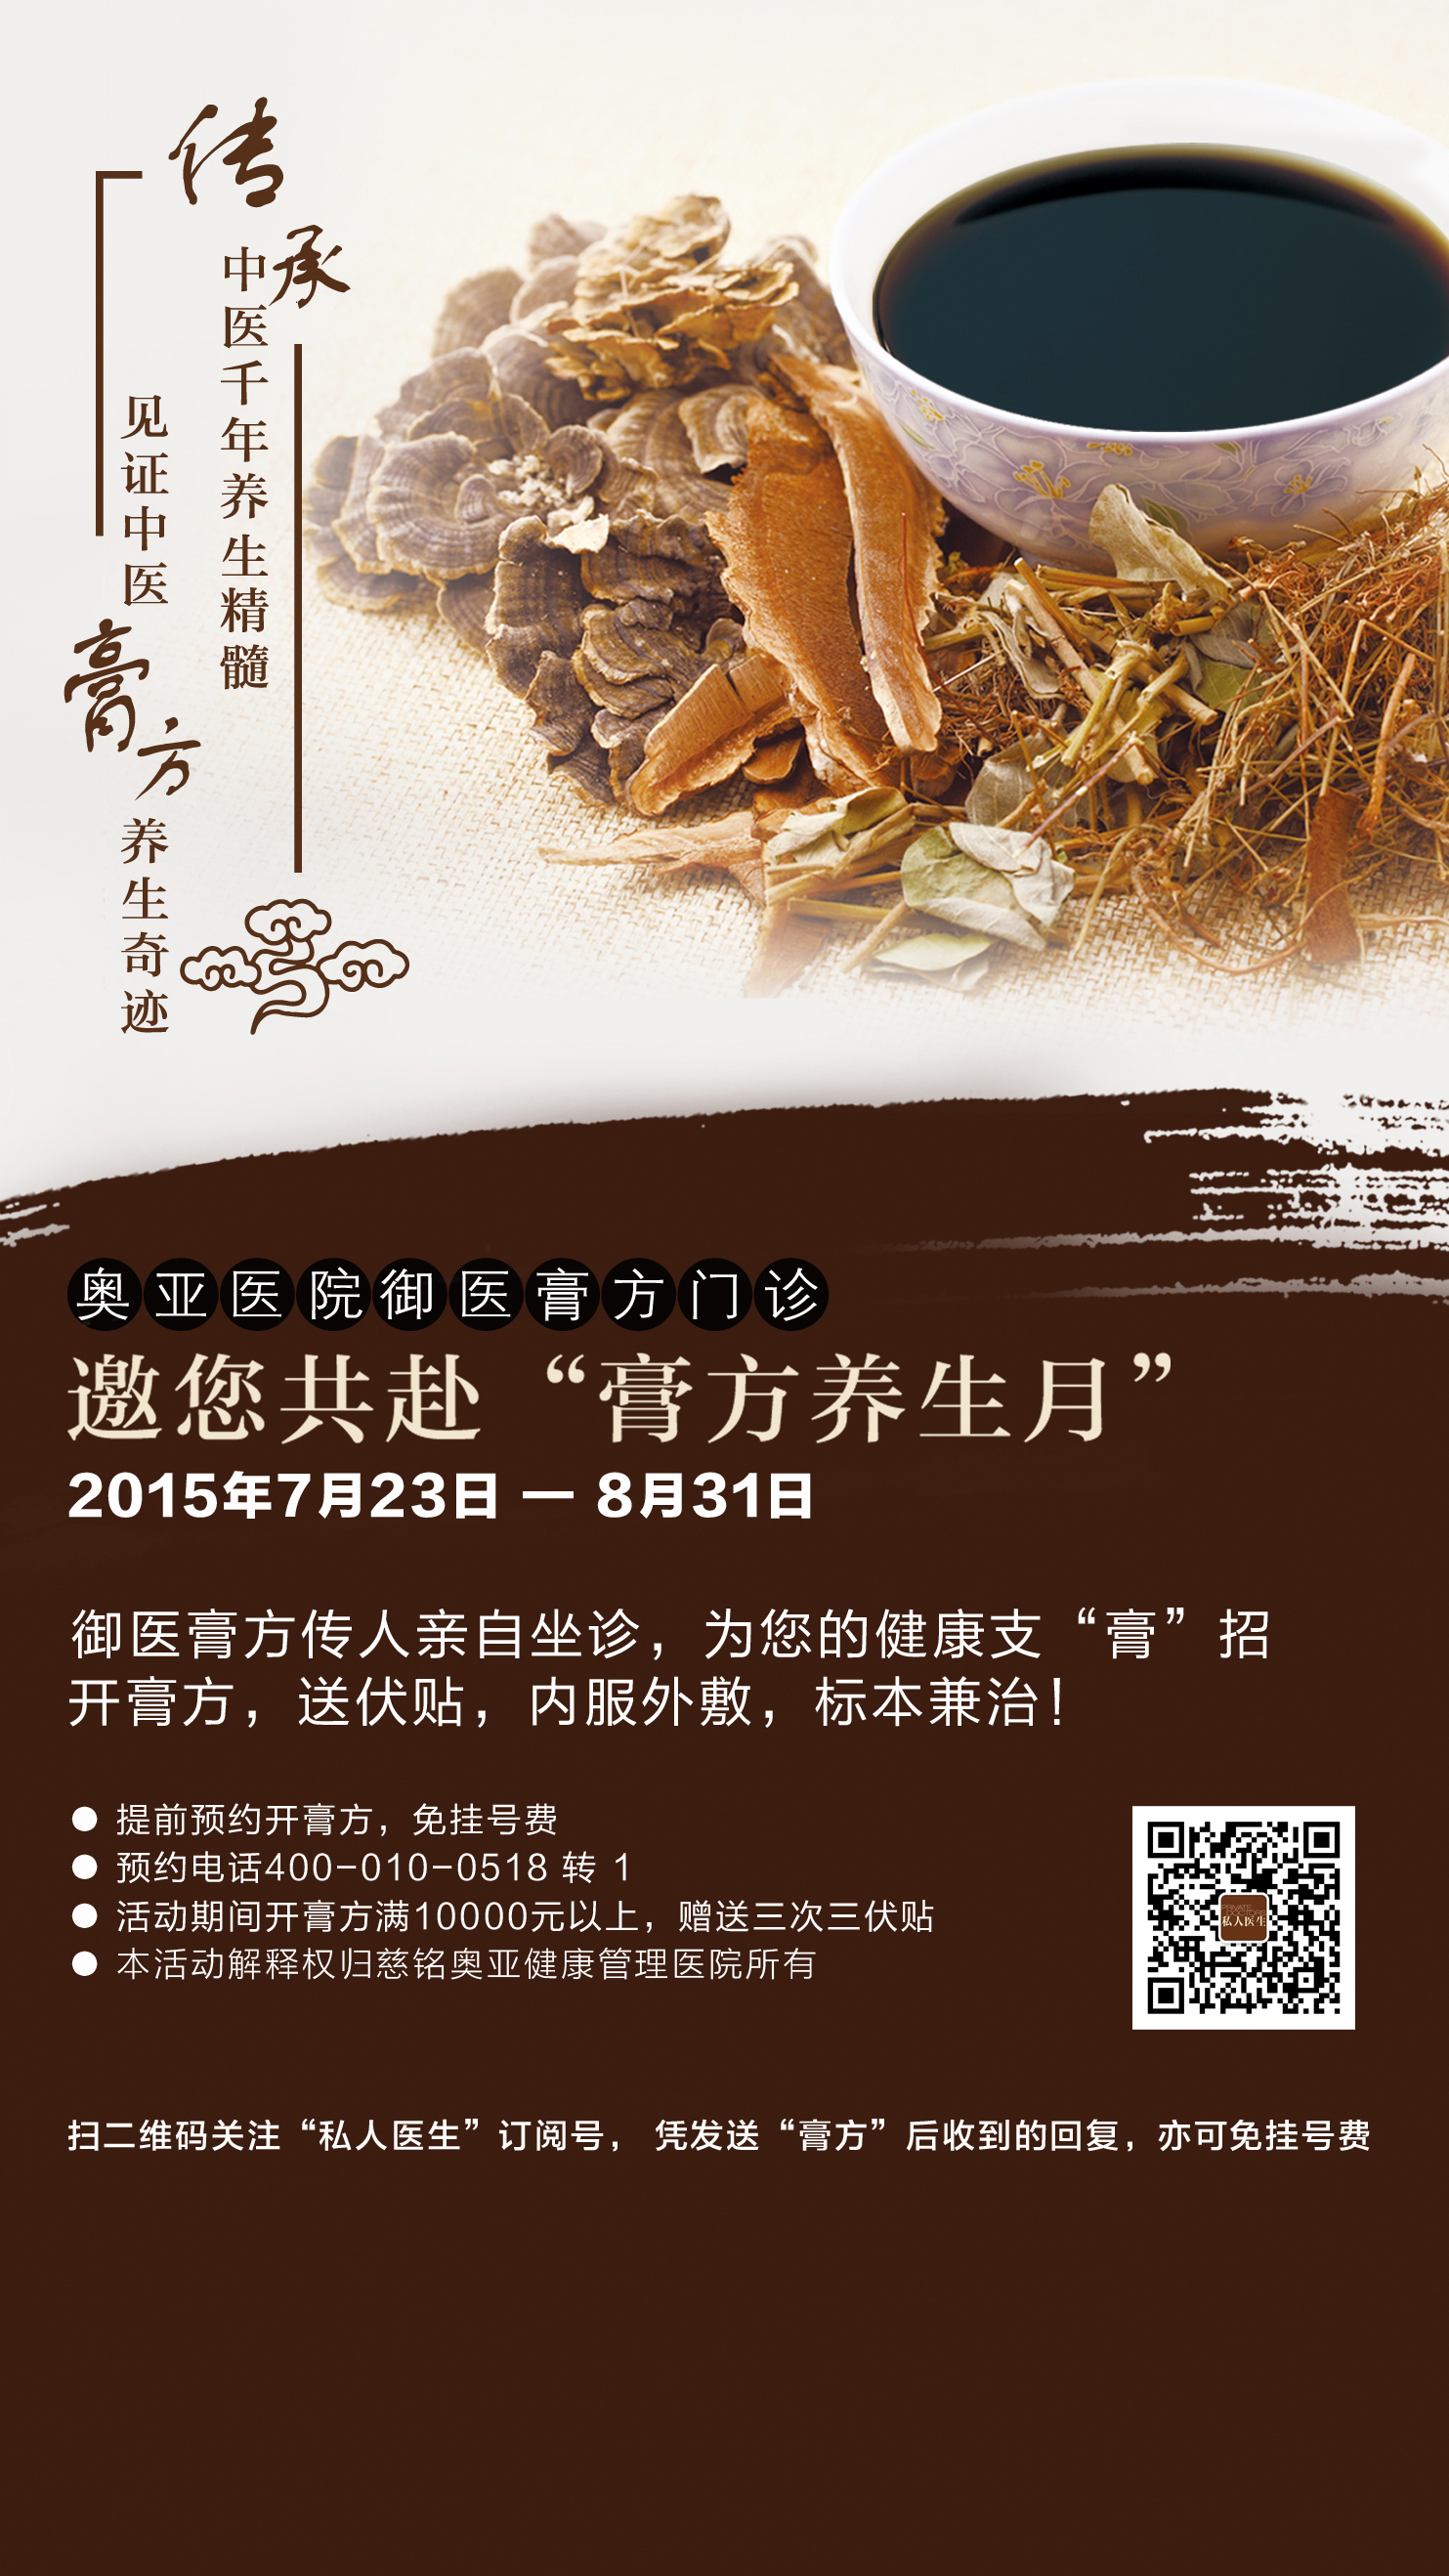 传承
中医千年养生精髓
见证中医
膏方
养生奇迹
奥亚医院御医膏方门诊
邀您共赴“膏方养生月”
2015年7月23日 — 8月31日
御医膏方传人亲自坐诊，为您的健康支“膏”招
开膏方，送伏贴，内服外敷，标本兼治！
● 提前预约开膏方，免挂号费
● 预约电话400-010-0518 转 1
● 活动期间开膏方满10000元以上，赠送三次三伏贴
● 本活动解释权归慈铭奥亚健康管理医院所有
PRIVATE
DOCTORS
私人医生
扫二维码关注“私人医生”订阅号， 凭发送“膏方”后收到的回复，亦可免挂号费